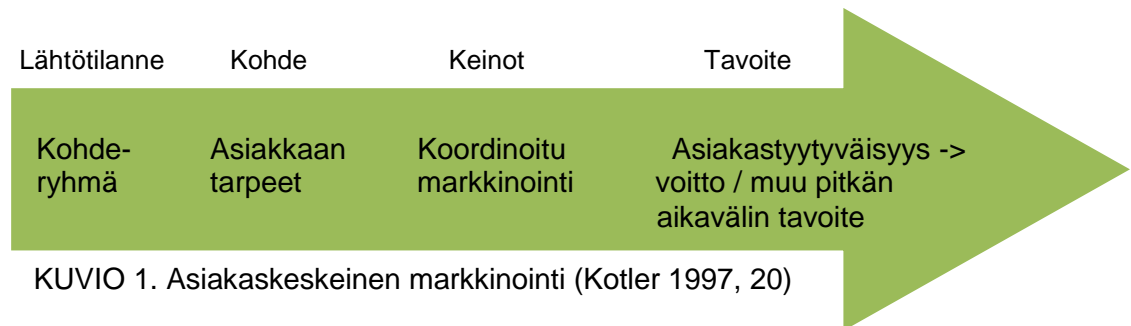 Lähtötilanne Kohde Keinot Tavoite
Kohde- Asiakkaan Koordinoitu Asiakastyytyväisyys ->
ryhmä tarpeet markkinointi voitto / muu pitkän
aikavälin tavoite
KUVIO 1. Asiakaskeskeinen markkinointi (Kotler 1997, 20)